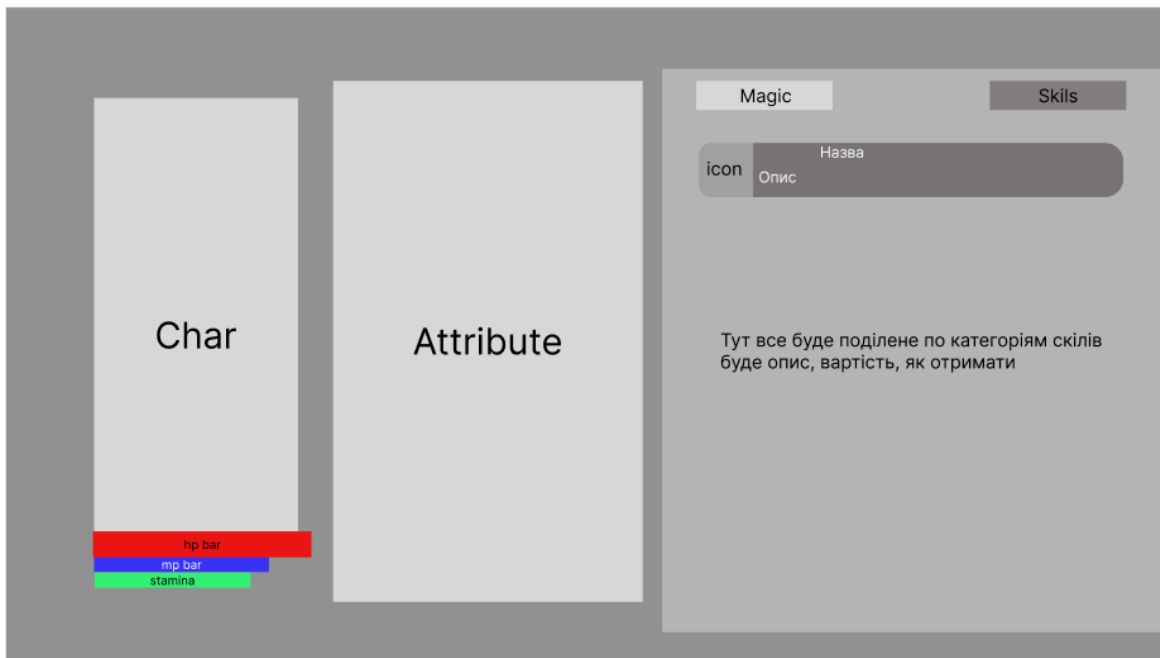 Char
hp bar
mp bar
stamina
Attribute
Magic
Skils
icon
Назва
Опис
Тут все буде поділене по категоріям скілів
буде опис, вартість, як отримати